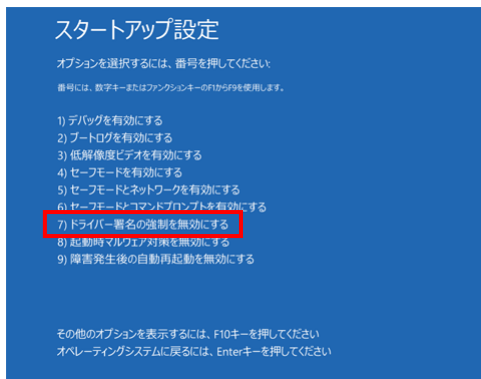 スタートアップ設定
オプションを選択するには、番号を押してください:
番号には、数字キーまたはファンクションキーのF1からF9を使用します。
1) デバッグを有効にする
2) ブートログを有効にする
3) 低解像度ビデオを有効にする
4) セーフモードを有効にする
5) セーフモードとネットワークを有効にする
6) セーフモードとコマンドプロンプトを有効にする
7) ドライバー署名の強制を無効にする
8) 起動時マルウェア対策を無効にする
9) 障害発生後の自動再起動を無効にする
その他のオプションを表示するには、F10キーを押してください
オペレーティングシステムに戻るには、Enterキーを押してください